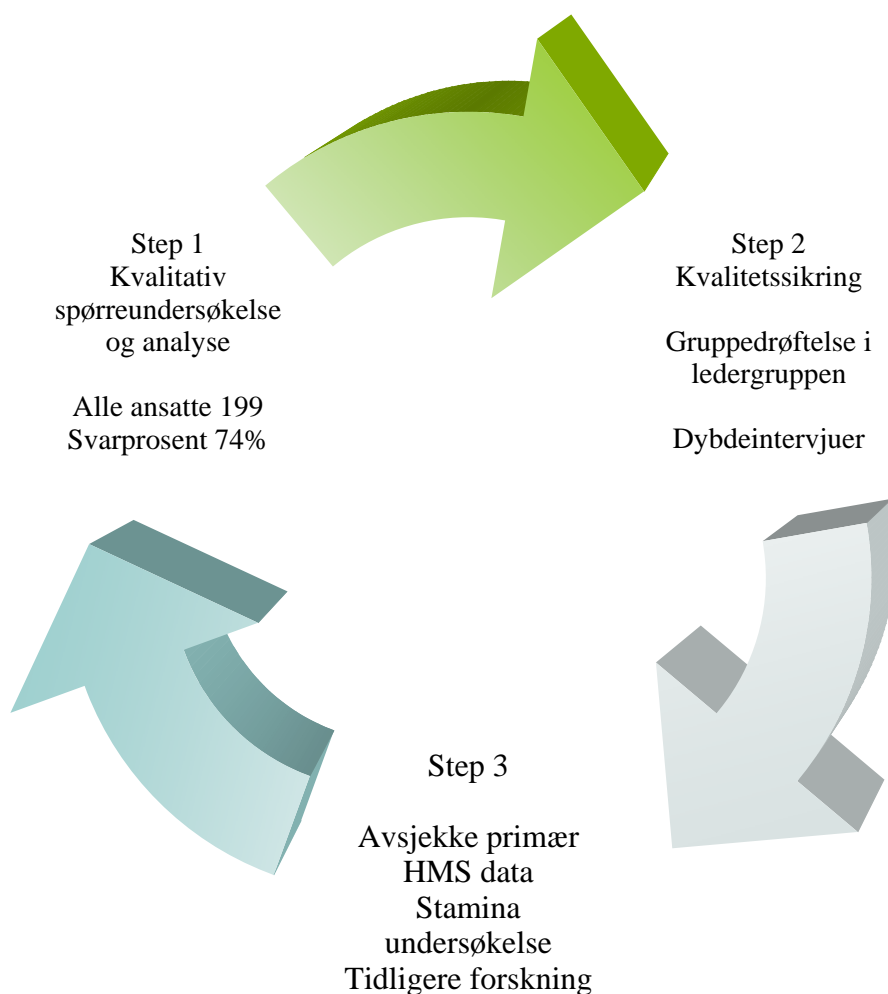 Step 1
Kvalitativ
spørreundersøkelse
og analyse
Alle ansatte 199
Svarprosent 74%
Step 2
Kvalitetssikring
Gruppedrøftelse i
ledergruppen
Dybdeintervjuer
Step 3
Avsjekke primær
HMS data
Stamina
undersøkelse
Tidligere forskning